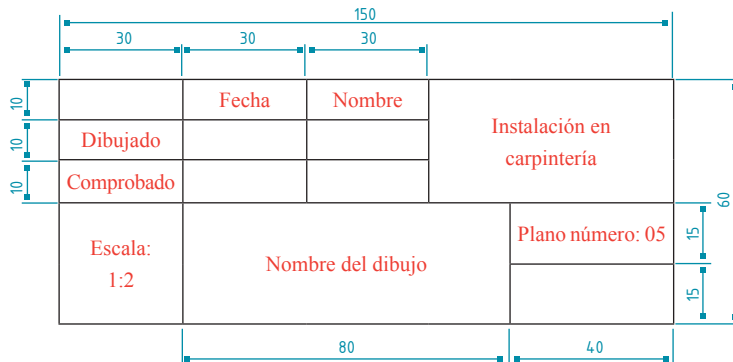 150
30 30 30
10
Fecha Nombre
Instalación en
carpintería
10
Dibujado
10
Comprobado
60
Escala:
1:2
Nombre del dibujo
Plano número: 05
15
15
80 40